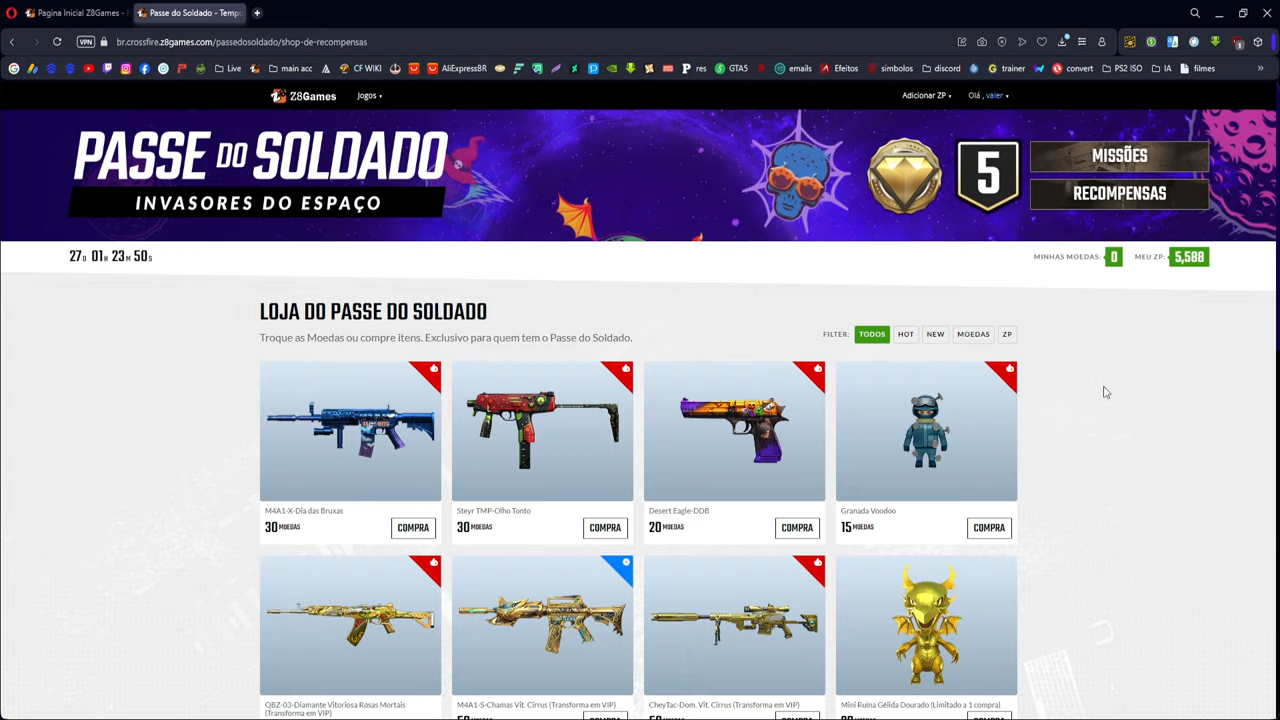 Pagina Inicial Z8Games -
Passe do Soldado - Tempo
VPN
br.crossfire.z8games.com/passedosoldado/shop-de-recompensas
Live
main acc
CF WIKI
AliExpressBR
res
GTA5
emails
Efeitos
símbolos
discord
trainer
convert
PS2 ISO
IA
filmes
Z8Games
Jogos
Adicionar ZP
Olá , valer
PASSE DO SOLDADO
INVASORES DO ESPAÇO
5
MISSÕES
RECOMPENSAS
27D 01H 23M 50S
MINHAS MOEDAS: 0
MEU ZP: 5,588
LOJA DO PASSE DO SOLDADO
Troque as Moedas ou compre itens. Exclusivo para quem tem o Passe do Soldado.
FILTER: TODOS HOT NEW MOEDAS ZP
M4A1-X-Dia das Bruxas
30 MOEDAS
COMPRA
Steyr TMP-Olho Tonto
30 MOEDAS
COMPRA
Desert Eagle-DDB
20 MOEDAS
COMPRA
Granada Voodoo
15 MOEDAS
COMPRA
QBZ-03-Diamante Vitoriosa Rosas Mortais
(Transforma em VIP)
M4A1-S-Chamas Vit. Cirrus (Transforma em VIP)
CheyTac-Dom. Vit. Cirrus (Transforma em VIP)
Mini Ruína Gélida Dourado (Limitado a 1 compra)